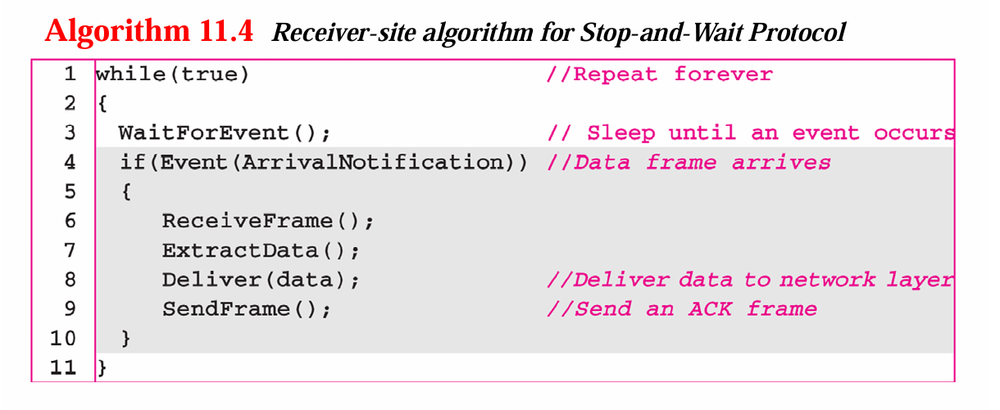 Algorithm 11.4 Receiver-site algorithm for Stop-and-Wait Protocol
1 while(true) //Repeat forever
2 {
3 WaitForEvent(); // Sleep until an event occurs
4 if(Event(ArrivalNotification)) //Data frame arrives
5 {
6 ReceiveFrame();
7 ExtractData();
8 Deliver(data); //Deliver data to network layer
9 SendFrame(); //Send an ACK frame
10 }
11 }